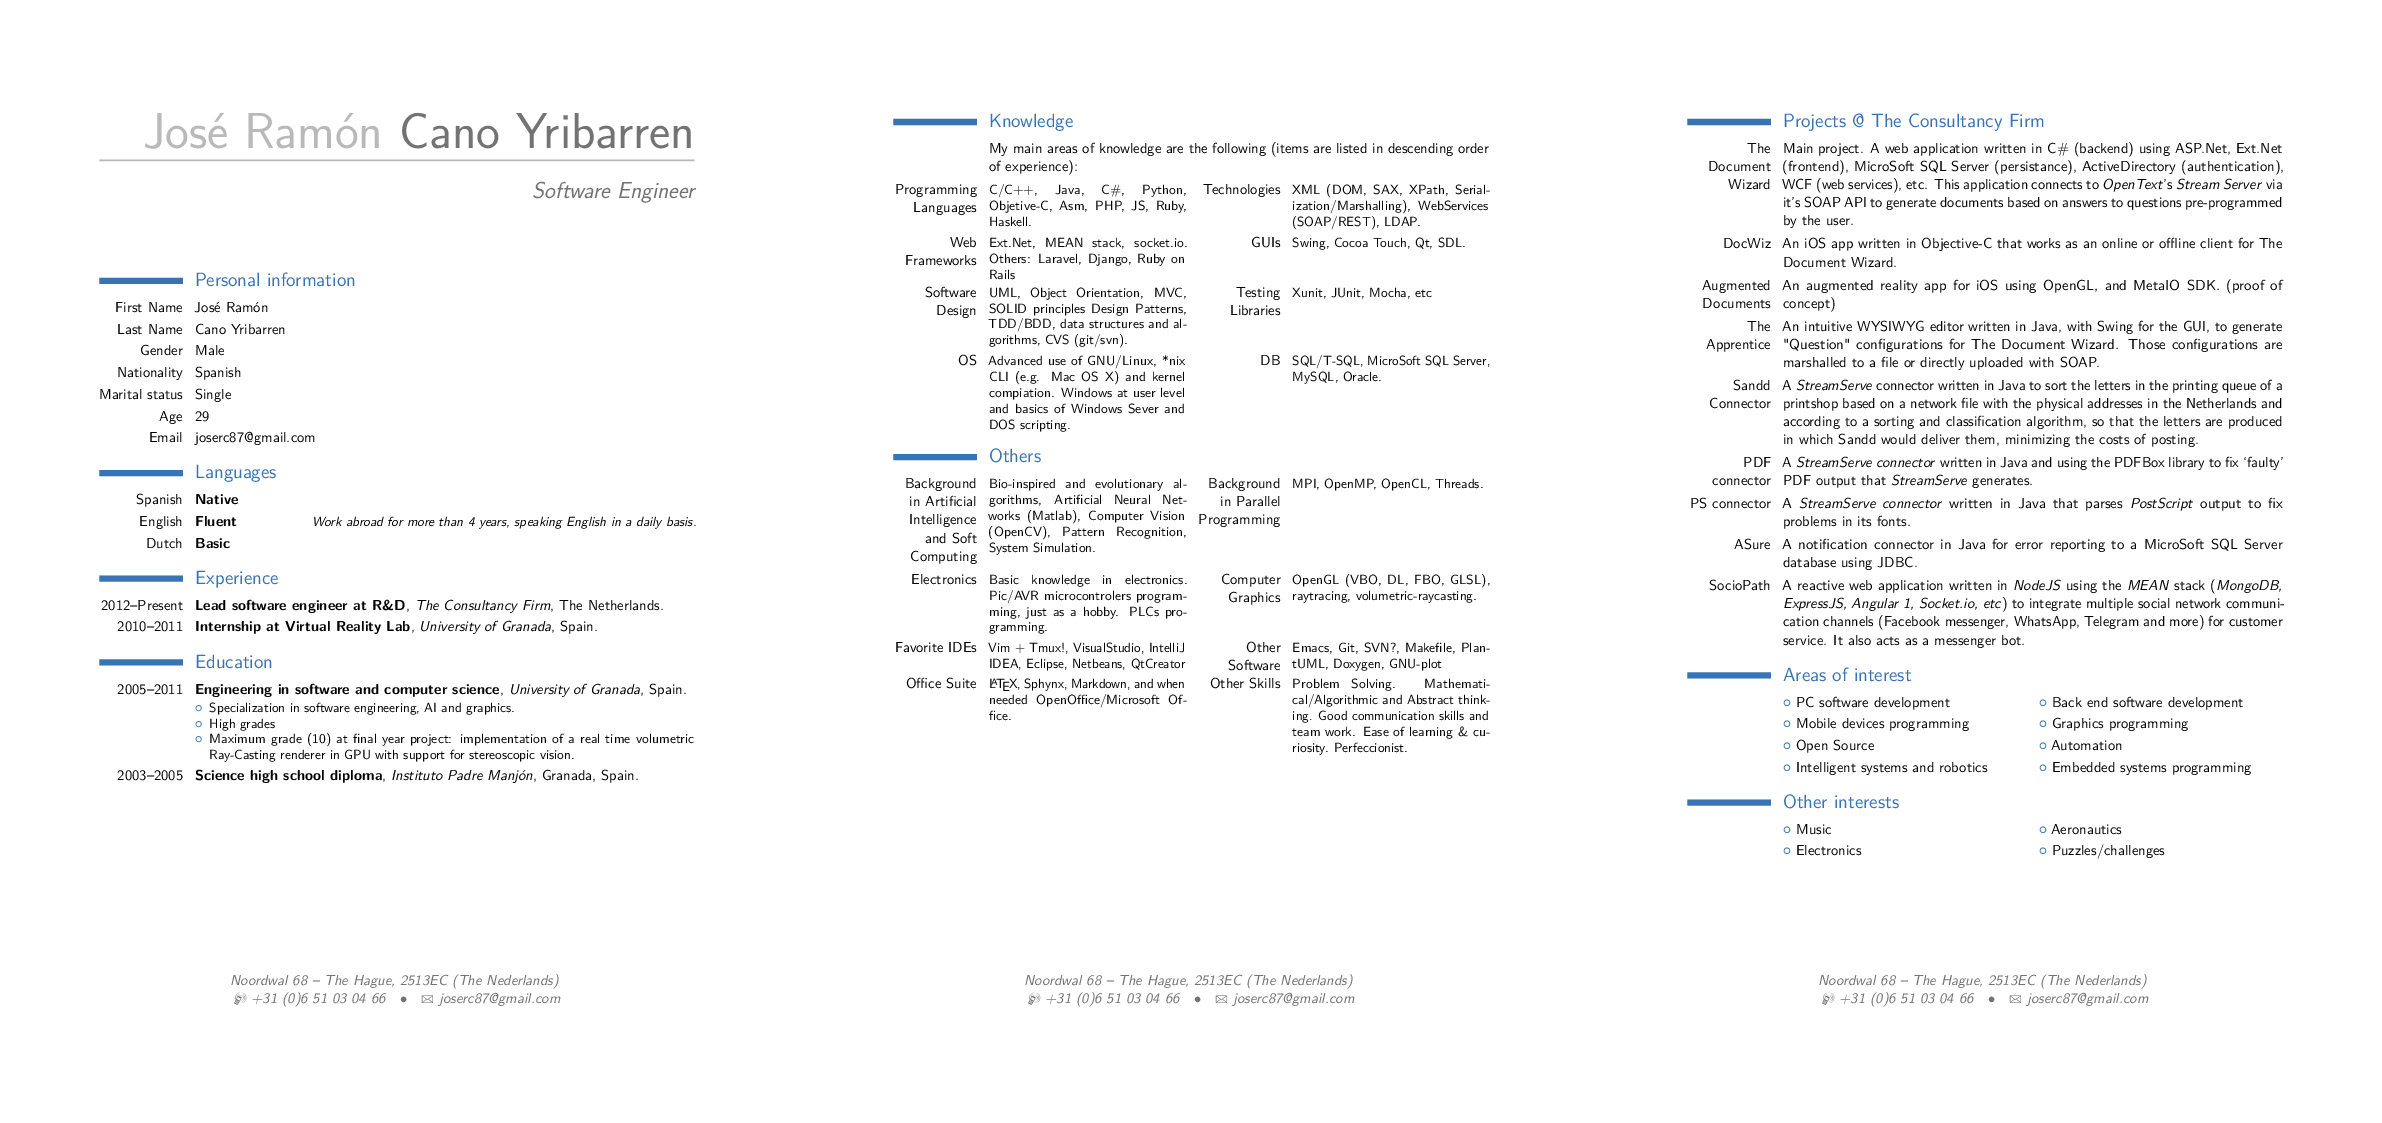 José Ramón Cano Yribarren
Software Engineer
Personal information
First Name José Ramón
Last Name Cano Yribarren
Gender Male
Nationality Spanish
Marital status Single
Age 29
Email joserc87@gmail.com
Languages
Spanish Native
English Fluent Work abroad for more than 4 years, speaking English in a daily basis.
Dutch Basic
Experience
2012–Present Lead software engineer at R&D, The Consultancy Firm, The Netherlands.
2010–2011 Internship at Virtual Reality Lab, University of Granada, Spain.
Education
2005–2011 Engineering in software and computer science, University of Granada, Spain.
○ Specialization in software engineering, AI and graphics.
○ High grades
○ Maximum grade (10) at final year project: implementation of a real time volumetric
Ray-Casting renderer in GPU with support for stereoscopic vision.
2003–2005 Science high school diploma, Instituto Padre Manjón, Granada, Spain.
Noordwal 68 – The Hague, 2513EC (The Nederlands)
+31 (0)6 51 03 04 66 • joserc87@gmail.com
Knowledge
My main areas of knowledge are the following (items are listed in descending order
of experience):
Programming
Languages
C/C++, Java, C#, Python,
Objetive-C, Asm, PHP, JS, Ruby,
Haskell.
Technologies
XML (DOM, SAX, XPath, Serial-
ization/Marshalling), WebServices
(SOAP/REST), LDAP.
Web
Frameworks
Ext.Net, MEAN stack, socket.io.
Others: Laravel, Django, Ruby on
Rails
GUIs
Swing, Cocoa Touch, Qt, SDL.
Software
Design
UML, Object Orientation, MVC,
SOLID principles Design Patterns,
TDD/BDD, data structures and al-
gorithms, CVS (git/svn).
Testing
Libraries
Xunit, JUnit, Mocha, etc
OS
Advanced use of GNU/Linux, *nix
CLI (e.g. Mac OS X) and kernel
compiation. Windows at user level
and basics of Windows Sever and
DOS scripting.
DB
SQL/T-SQL, MicroSoft SQL Server,
MySQL, Oracle.
Others
Background
in Artificial
Intelligence
and Soft
Computing
Bio-inspired and evolutionary al-
gorithms, Artificial Neural Net-
works (Matlab), Computer Vision
(OpenCV), Pattern Recognition,
System Simulation.
Background
in Parallel
Programming
MPI, OpenMP, OpenCL, Threads.
Electronics
Basic knowledge in electronics.
Pic/AVR microcontrolers program-
ming, just as a hobby. PLCs pro-
gramming.
Computer
Graphics
OpenGL (VBO, DL, FBO, GLSL),
raytracing, volumetric-raycasting.
Favorite IDEs
Vim + Tmux!, VisualStudio, IntelliJ
IDEA, Eclipse, Netbeans, QtCreator
Other
Software
Emacs, Git, SVN?, Makefile, Plan-
tUML, Doxygen, GNU-plot
Office Suite
LATEX, Sphynx, Markdown, and when
needed OpenOffice/Microsoft Of-
fice.
Other Skills
Problem Solving. Mathemati-
cal/Algorithmic and Abstract think-
ing. Good communication skills and
team work. Ease of learning & cu-
riosity. Perfeccionist.
Noordwal 68 – The Hague, 2513EC (The Nederlands)
+31 (0)6 51 03 04 66 • joserc87@gmail.com
Projects @ The Consultancy Firm
The
Document
Wizard
Main project. A web application written in C# (backend) using ASP.Net, Ext.Net
(frontend), MicroSoft SQL Server (persistance), ActiveDirectory (authentication),
WCF (web services), etc. This application connects to OpenText's Stream Server via
it's SOAP API to generate documents based on answers to questions pre-programmed
by the user.
DocWiz
An iOS app written in Objective-C that works as an online or offline client for The
Document Wizard.
Augmented
Documents
An augmented reality app for iOS using OpenGL, and MetaIO SDK. (proof of
concept)
The
Apprentice
An intuitive WYSIWYG editor written in Java, with Swing for the GUI, to generate
"Question" configurations for The Document Wizard. Those configurations are
marshalled to a file or directly uploaded with SOAP.
Sandd
Connector
A StreamServe connector written in Java to sort the letters in the printing queue of a
printshop based on a network file with the physical addresses in the Netherlands and
according to a sorting and classification algorithm, so that the letters are produced
in which Sandd would deliver them, minimizing the costs of posting.
PDF
connector
A StreamServe connector written in Java and using the PDFBox library to fix ‘faulty’
PDF output that StreamServe generates.
PS connector
A StreamServe connector written in Java that parses PostScript output to fix
problems in its fonts.
ASure
A notification connector in Java for error reporting to a MicroSoft SQL Server
database using JDBC.
SocioPath
A reactive web application written in NodeJS using the MEAN stack (MongoDB,
ExpressJS, Angular 1, Socket.io, etc) to integrate multiple social network communi-
cation channels (Facebook messenger, WhatsApp, Telegram and more) for customer
service. It also acts as a messenger bot.
Areas of interest
○ PC software development ○ Back end software development
○ Mobile devices programming ○ Graphics programming
○ Open Source ○ Automation
○ Intelligent systems and robotics ○ Embedded systems programming
Other interests
○ Music ○ Aeronautics
○ Electronics ○ Puzzles/challenges
Noordwal 68 – The Hague, 2513EC (The Nederlands)
+31 (0)6 51 03 04 66 • joserc87@gmail.com